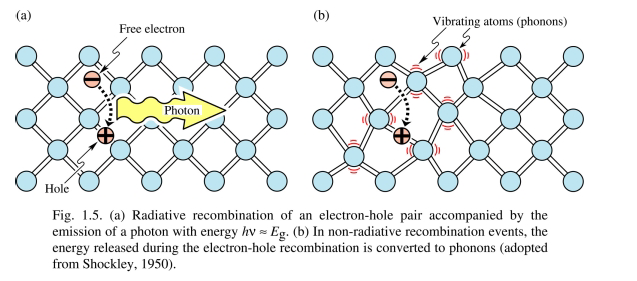 (a)
Free electron
Photon
Hole
(b)
Vibrating atoms (phonons)
Fig. 1.5. (a) Radiative recombination of an electron-hole pair accompanied by the
emission of a photon with energy hν ≈ Eg. (b) In non-radiative recombination events, the
energy released during the electron-hole recombination is converted to phonons (adopted
from Shockley, 1950).